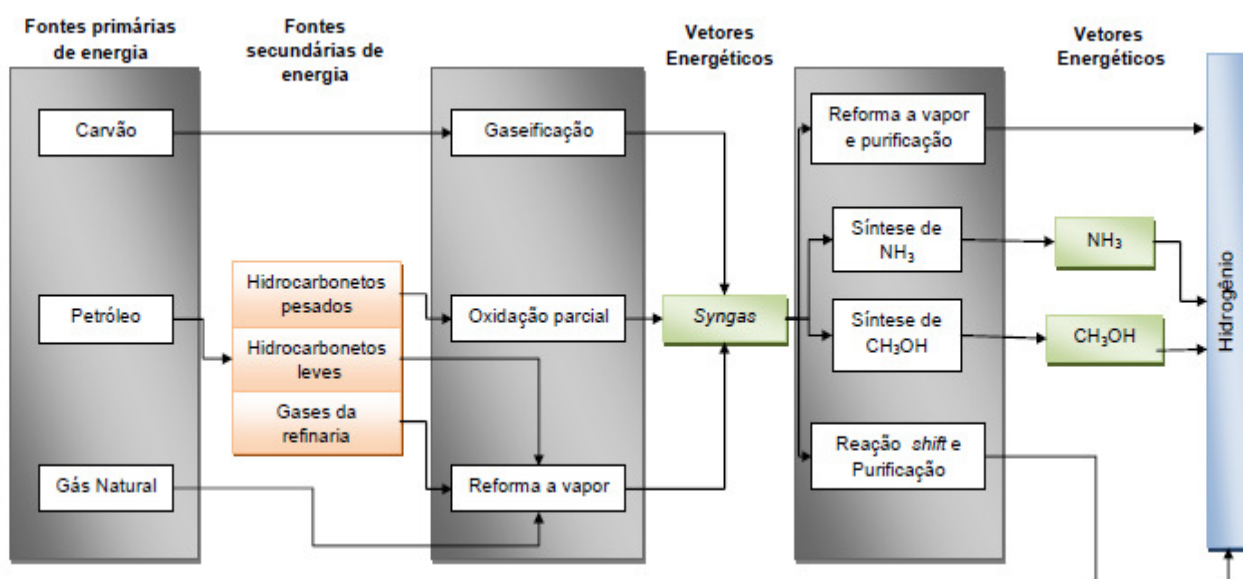 Fontes primárias
de energia
Fontes
secundárias de
energia
Vetores
Energéticos
Vetores
Energéticos
Carvão
Gaseificação
Reforma a vapor
e purificação
Síntese de
NH₃
NH₃
Hidrocarbonetos
pesados
Petróleo
Oxidação parcial
Syngas
Síntese de
CH₃OH
CH₃OH
Hidrocarbonetos
leves
Gases da
refinaria
Reação shift e
Purificação
Gás Natural
Reforma a vapor
Hidrogênio